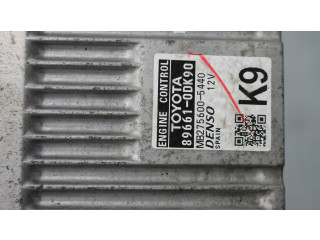 ENGINE CONTROL
TOYOTA
89661-0DK90
MB275600-5440
12V
DENSO
SPAIN
K9